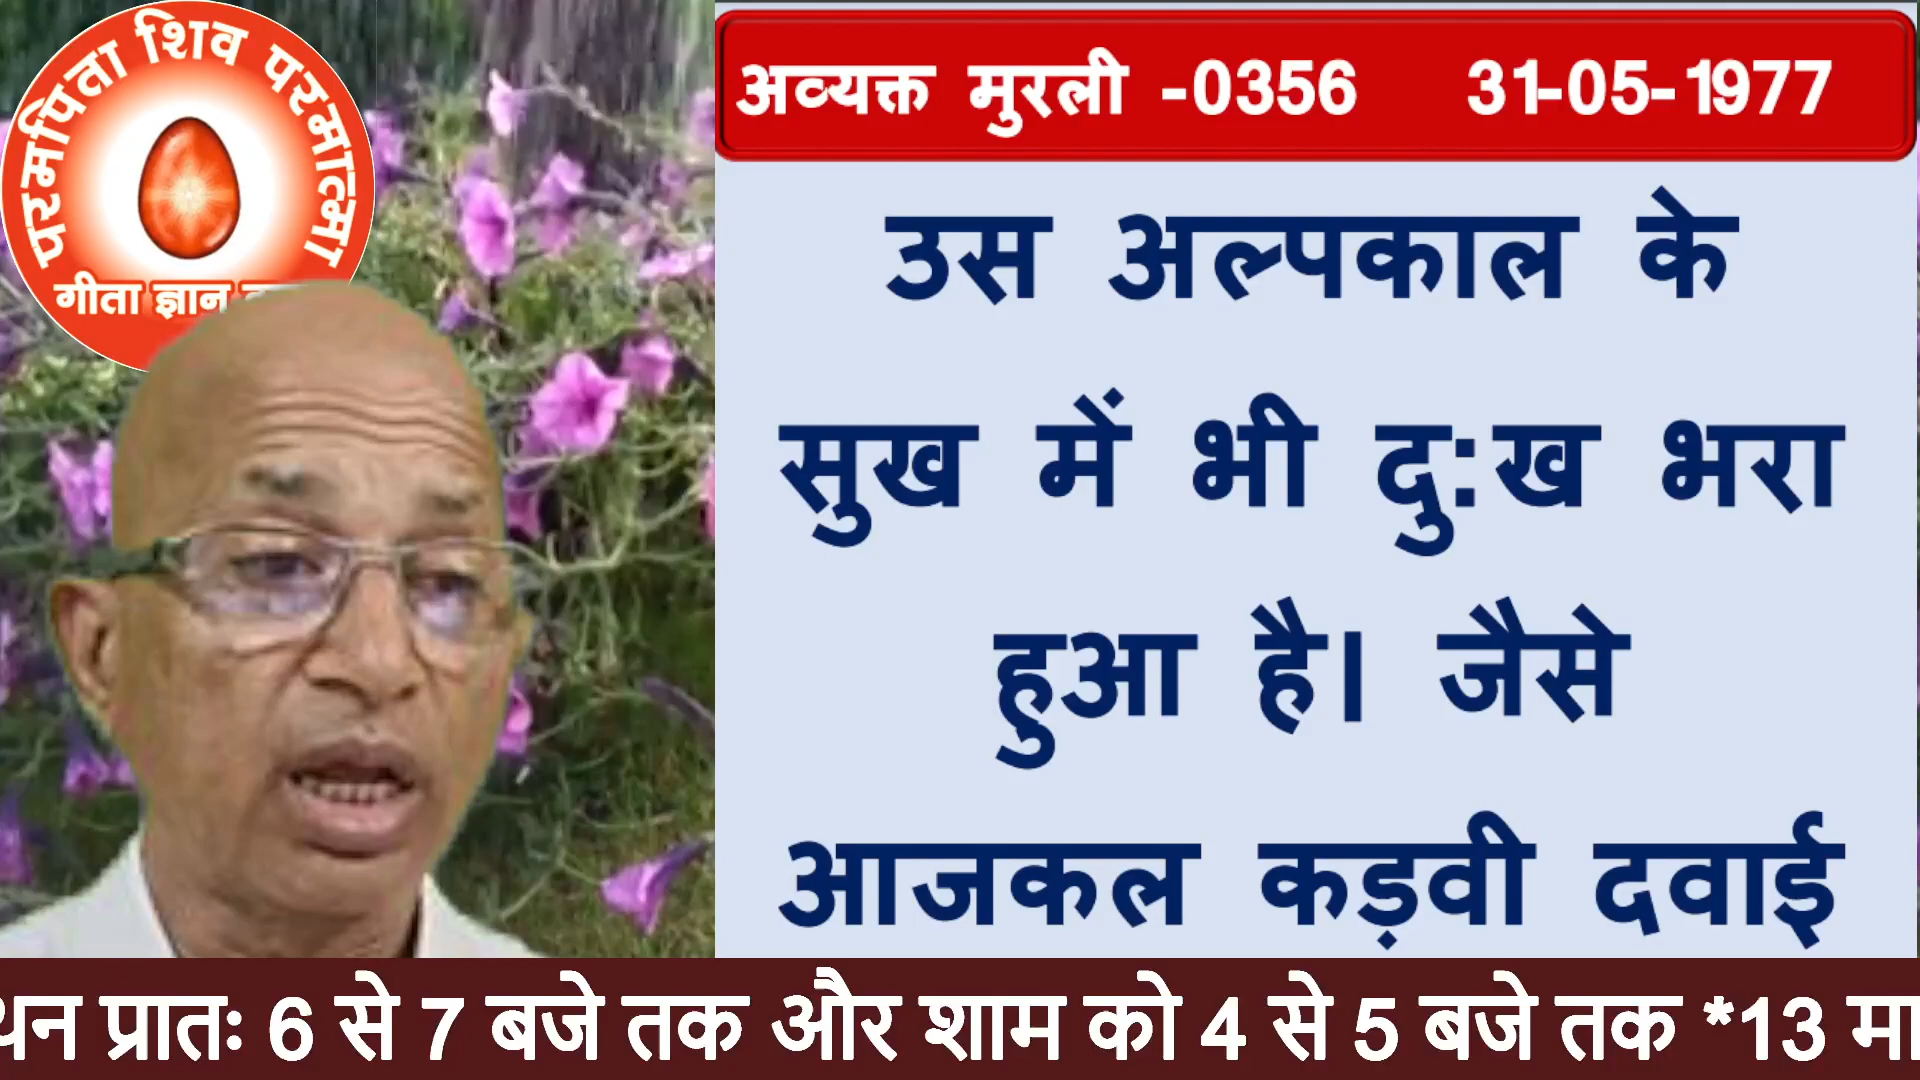 परमपिता शिव परमात्मा
गीता ज्ञान
अव्यक्त मुरली -0356 31-05-1977
उस अल्पकाल के
सुख में भी दु:ख भरा
हुआ है। जैसे
आजकल कड़वी दवाई
प्रातः 6 से 7 बजे तक और शाम को 4 से 5 बजे तक *13